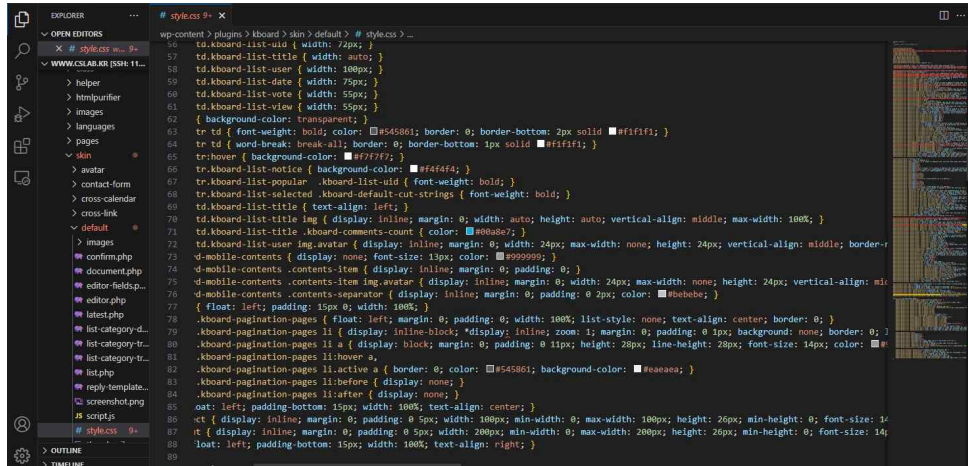 EXPLORER
OPEN EDITORS
# style.css w... 9+
WWW.CSLAB.KR [SSH: 11...
helper
htmlpurifier
images
languages
pages
skin
avatar
contact-form
cross-calendar
cross-link
default
images
confirm.php
document.php
editor-fields.p...
editor.php
latest.php
list-category-d...
list-category-tr...
list-category-tr...
list.php
reply-template...
screenshot.png
JS script.js
# style.css 9+
OUTLINE
TIMELINE
# style.css 9+
wp-content > plugins > kboard > skin > default > # style.css > ...
56 td.kboard-list-uid { width: 72px; }
57 td.kboard-list-title { width: auto; }
58 td.kboard-list-user { width: 100px; }
59 td.kboard-list-date { width: 75px; }
60 td.kboard-list-vote { width: 55px; }
61 td.kboard-list-view { width: 55px; }
62 { background-color: transparent; }
63 tr td { font-weight: bold; color: #545861; border: 0; border-bottom: 2px solid #f1f1f1; }
64 tr td { word-break: break-all; border: 0; border-bottom: 1px solid #f1f1f1; }
65 tr:hover { background-color: #f7f7f7; }
66 tr.kboard-list-notice { background-color: #f4f4f4; }
67 tr.kboard-list-popular .kboard-list-uid { font-weight: bold; }
68 tr.kboard-list-selected .kboard-default-cut-strings { font-weight: bold; }
69 td.kboard-list-title { text-align: left; }
70 td.kboard-list-title img { display: inline; margin: 0; width: auto; height: auto; vertical-align: middle; max-width: 100%; }
71 td.kboard-list-title .kboard-comments-count { color: #00a8e7; }
72 td.kboard-list-user img.avatar { display: inline; margin: 0; width: 24px; max-width: none; height: 24px; vertical-align: middle; border-r
73 d-mobile-contents { display: none; font-size: 13px; color: #999999; }
74 d-mobile-contents .contents-item { display: inline; margin: 0; padding: 0; }
75 d-mobile-contents .contents-item img.avatar { display: inline; margin: 0; width: 24px; max-width: none; height: 24px; vertical-align: mid
76 d-mobile-contents .contents-separator { display: inline; margin: 0; padding: 0 2px; color: #bebebe; }
77 { float: left; padding: 15px 0; width: 100%; }
78 .kboard-pagination-pages { float: left; margin: 0; padding: 0; width: 100%; list-style: none; text-align: center; border: 0; }
79 .kboard-pagination-pages li { display: inline-block; *display: inline; zoom: 1; margin: 0; padding: 0 1px; background: none; border: 0; l
80 .kboard-pagination-pages li a { display: block; margin: 0; padding: 0 11px; height: 28px; line-height: 28px; font-size: 14px; color:
81 .kboard-pagination-pages li:hover a,
82 .kboard-pagination-pages li.active a { border: 0; color: #545861; background-color: #eaeaea; }
83 .kboard-pagination-pages li:before { display: none; }
84 .kboard-pagination-pages li:after { display: none; }
85 oat: left; padding-bottom: 15px; width: 100%; text-align: center; }
86 ct { display: inline; margin: 0; padding: 0 5px; width: 100px; min-width: 0; max-width: 100px; height: 26px; min-height: 0; font-size: 14
87 t { display: inline; margin: 0; padding: 0 5px; width: 200px; min-width: 0; max-width: 200px; height: 26px; min-height: 0; font-size: 14p
88 loat: left; padding-bottom: 15px; width: 100%; text-align: right; }
89